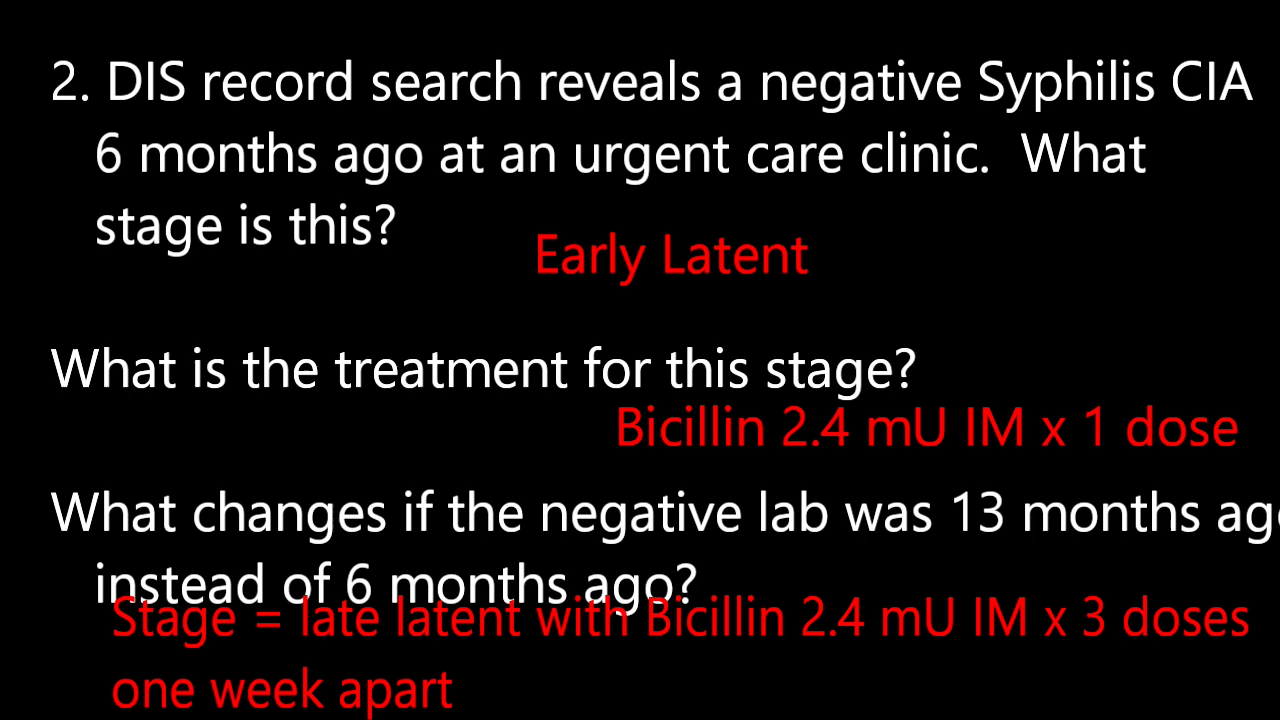 2. DIS record search reveals a negative Syphilis CIA
6 months ago at an urgent care clinic. What
stage is this?
Early Latent
What is the treatment for this stage?
Bicillin 2.4 mU IM x 1 dose
What changes if the negative lab was 13 months ag
instead of 6 months ago?
Stage = late latent with Bicillin 2.4 mU IM x 3 doses
one week apart